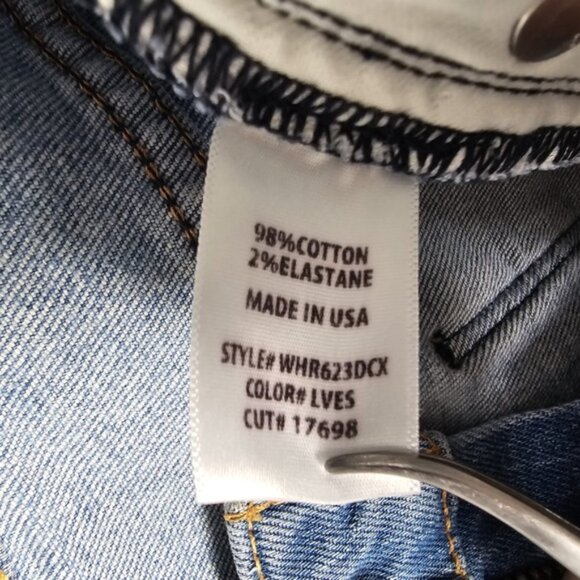 98%COTTON
2%ELASTANE
MADE IN USA
STYLE# WHR623DCX
COLOR# LVES
CUT# 17698